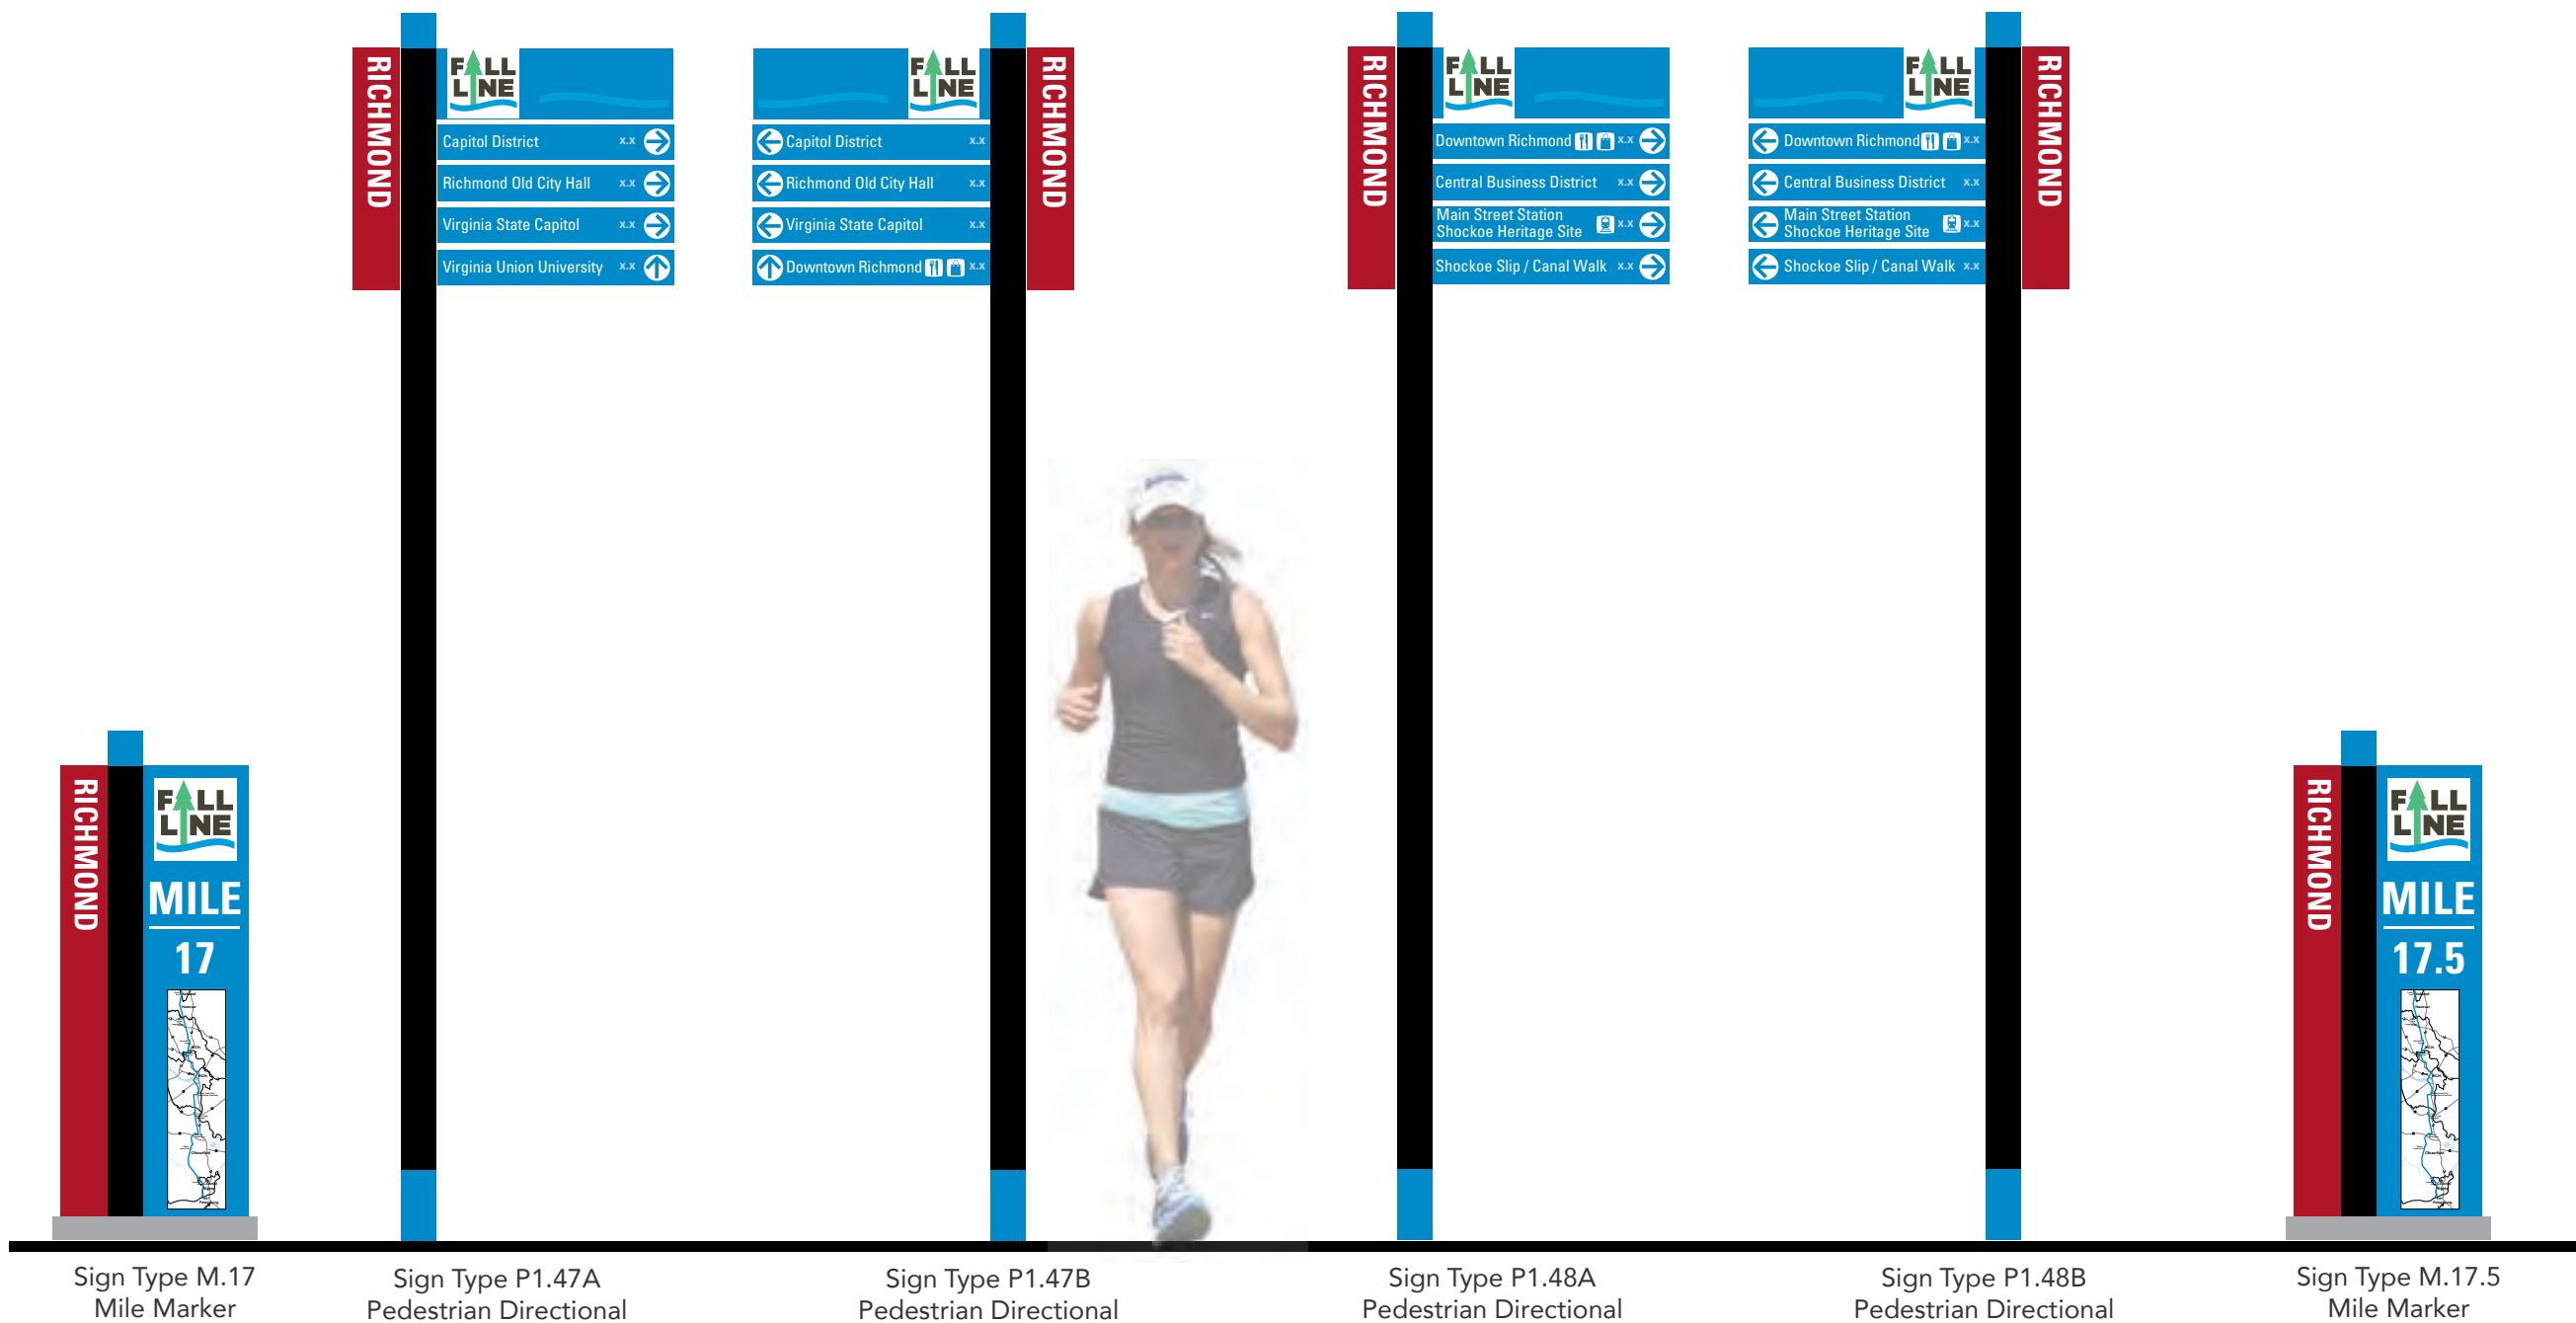 RICHMOND
FALL
LINE
Capitol District x.x
Richmond Old City Hall x.x
Virginia State Capitol x.x
Virginia Union University x.x
FALL
LINE
RICHMOND
Capitol District x.x
Richmond Old City Hall x.x
Virginia State Capitol x.x
Downtown Richmond x.x
RICHMOND
FALL
LINE
Downtown Richmond x.x
Central Business District x.x
Main Street Station
Shockoe Heritage Site x.x
Shockoe Slip / Canal Walk x.x
FALL
LINE
RICHMOND
Downtown Richmond x.x
Central Business District x.x
Main Street Station
Shockoe Heritage Site x.x
Shockoe Slip / Canal Walk x.x
RICHMOND
FALL
LINE
MILE
17
RICHMOND
FALL
LINE
MILE
17.5
Sign Type M.17
Mile Marker
Sign Type P1.47A
Pedestrian Directional
Sign Type P1.47B
Pedestrian Directional
Sign Type P1.48A
Pedestrian Directional
Sign Type P1.48B
Pedestrian Directional
Sign Type M.17.5
Mile Marker